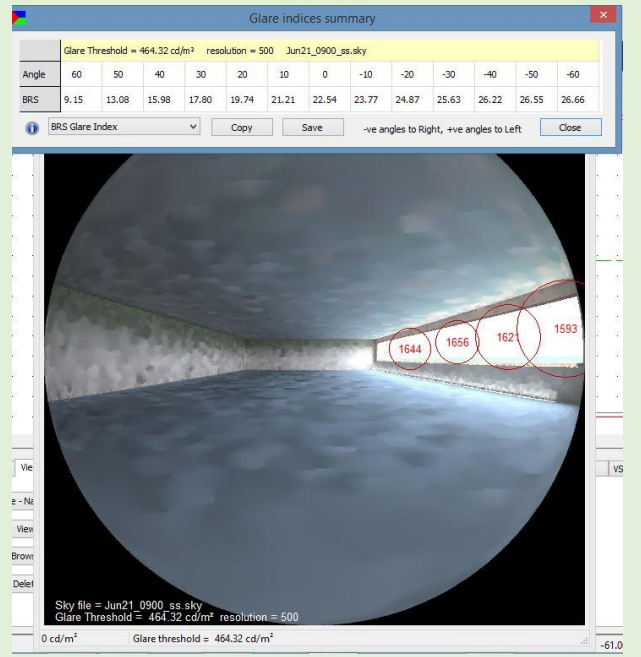 Glare indices summary
Glare Threshold = 464.32 cd/m² resolution = 500 Jun21_0900_ss.sky
Angle 60 50 40 30 20 10 0 -10 -20 -30 -40 -50 -60
BRS 9.15 13.08 15.98 17.80 19.74 21.21 22.54 23.77 24.87 25.63 26.22 26.55 26.66
BRS Glare Index Copy Save -ve angles to Right, +ve angles to Left Close
1644 1656 1621 1593
Vie
VS
e - Na
View
Brow
Delet
Sky file = Jun21_0900_ss.sky
Glare Threshold = 464.32 cd/m² resolution = 500
0 cd/m² Glare threshold = 464.32 cd/m²
-61.0